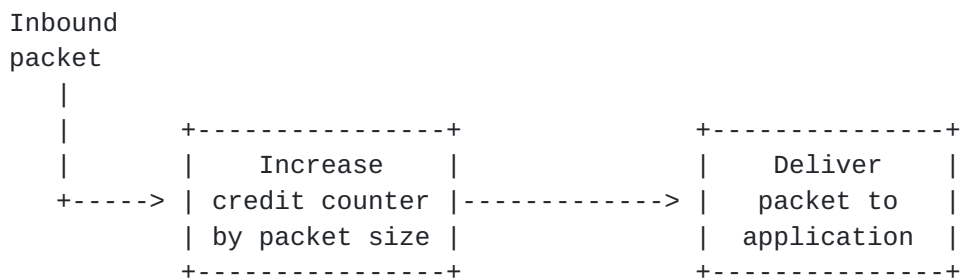 Inbound
packet
Increase
credit counter
by packet size
Deliver
packet to
application